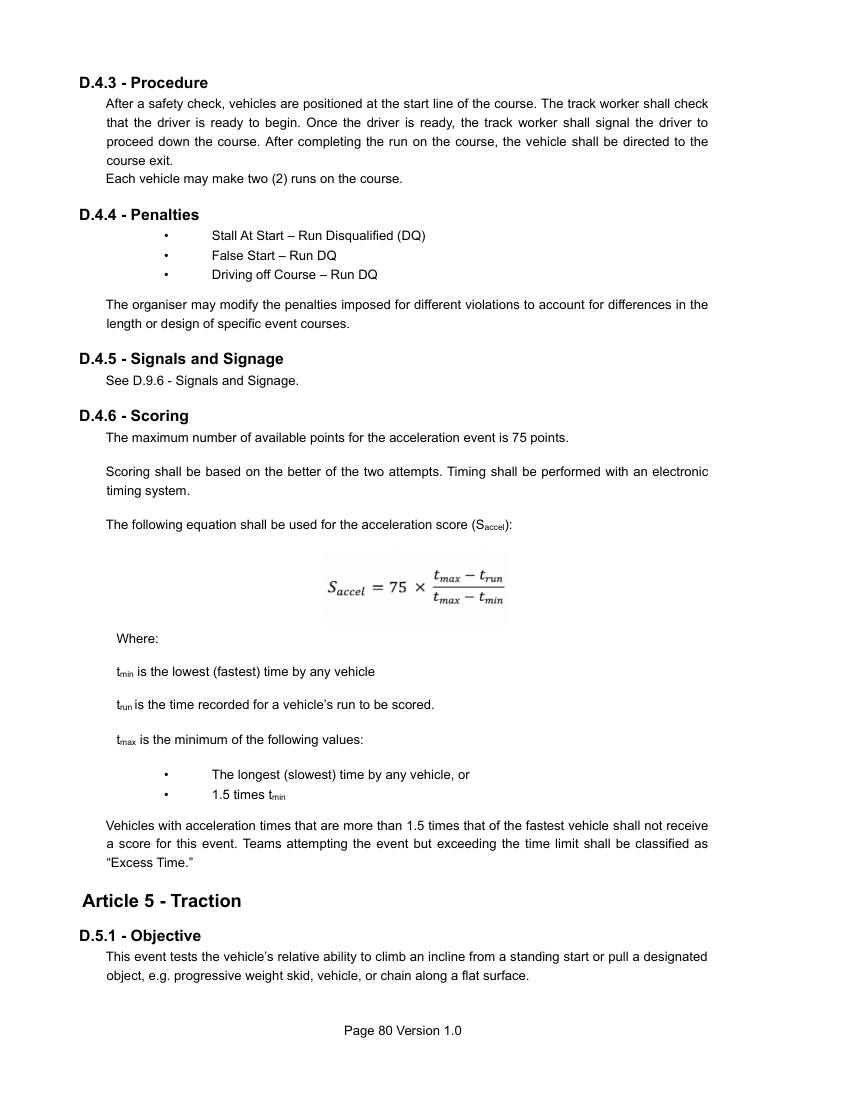 D.4.3 - Procedure
After a safety check, vehicles are positioned at the start line of the course. The track worker shall check
that the driver is ready to begin. Once the driver is ready, the track worker shall signal the driver to
proceed down the course. After completing the run on the course, the vehicle shall be directed to the
course exit.
Each vehicle may make two (2) runs on the course.
D.4.4 - Penalties
• Stall At Start – Run Disqualified (DQ)
• False Start – Run DQ
• Driving off Course – Run DQ
The organiser may modify the penalties imposed for different violations to account for differences in the
length or design of specific event courses.
D.4.5 - Signals and Signage
See D.9.6 - Signals and Signage.
D.4.6 - Scoring
The maximum number of available points for the acceleration event is 75 points.
Scoring shall be based on the better of the two attempts. Timing shall be performed with an electronic
timing system.
The following equation shall be used for the acceleration score (Saccel):
Saccel = 75 × (tmax − trun) / (tmax − tmin)
Where:
tmin is the lowest (fastest) time by any vehicle
trun is the time recorded for a vehicle’s run to be scored.
tmax is the minimum of the following values:
• The longest (slowest) time by any vehicle, or
• 1.5 times tmin
Vehicles with acceleration times that are more than 1.5 times that of the fastest vehicle shall not receive
a score for this event. Teams attempting the event but exceeding the time limit shall be classified as
“Excess Time.”
Article 5 - Traction
D.5.1 - Objective
This event tests the vehicle’s relative ability to climb an incline from a standing start or pull a designated
object, e.g. progressive weight skid, vehicle, or chain along a flat surface.
Page 80 Version 1.0